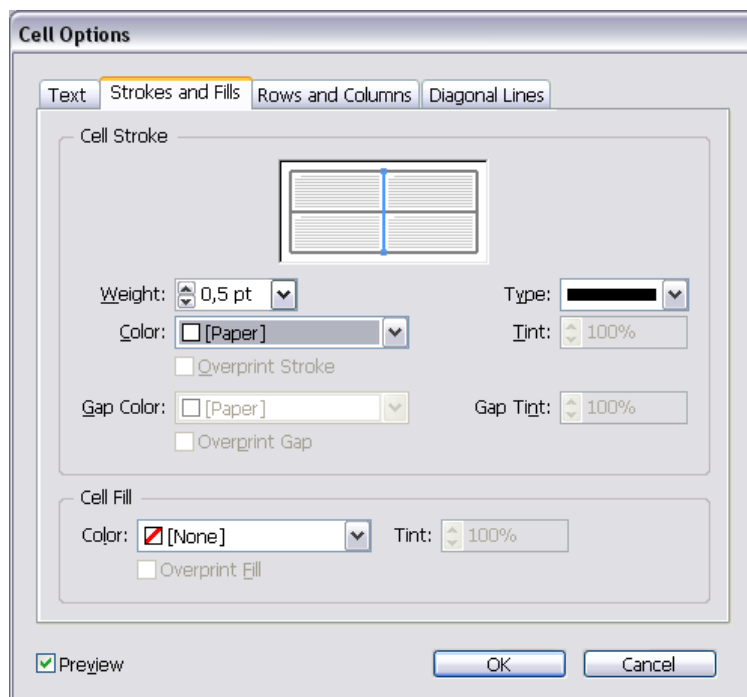 Cell Options
Text Strokes and Fills Rows and Columns Diagonal Lines
Cell Stroke
Weight: 0,5 pt Type:
Color: [Paper] Tint: 100%
Overprint Stroke
Gap Color: [Paper] Gap Tint: 100%
Overprint Gap
Cell Fill
Color: [None] Tint: 100%
Overprint Fill
Preview OK Cancel